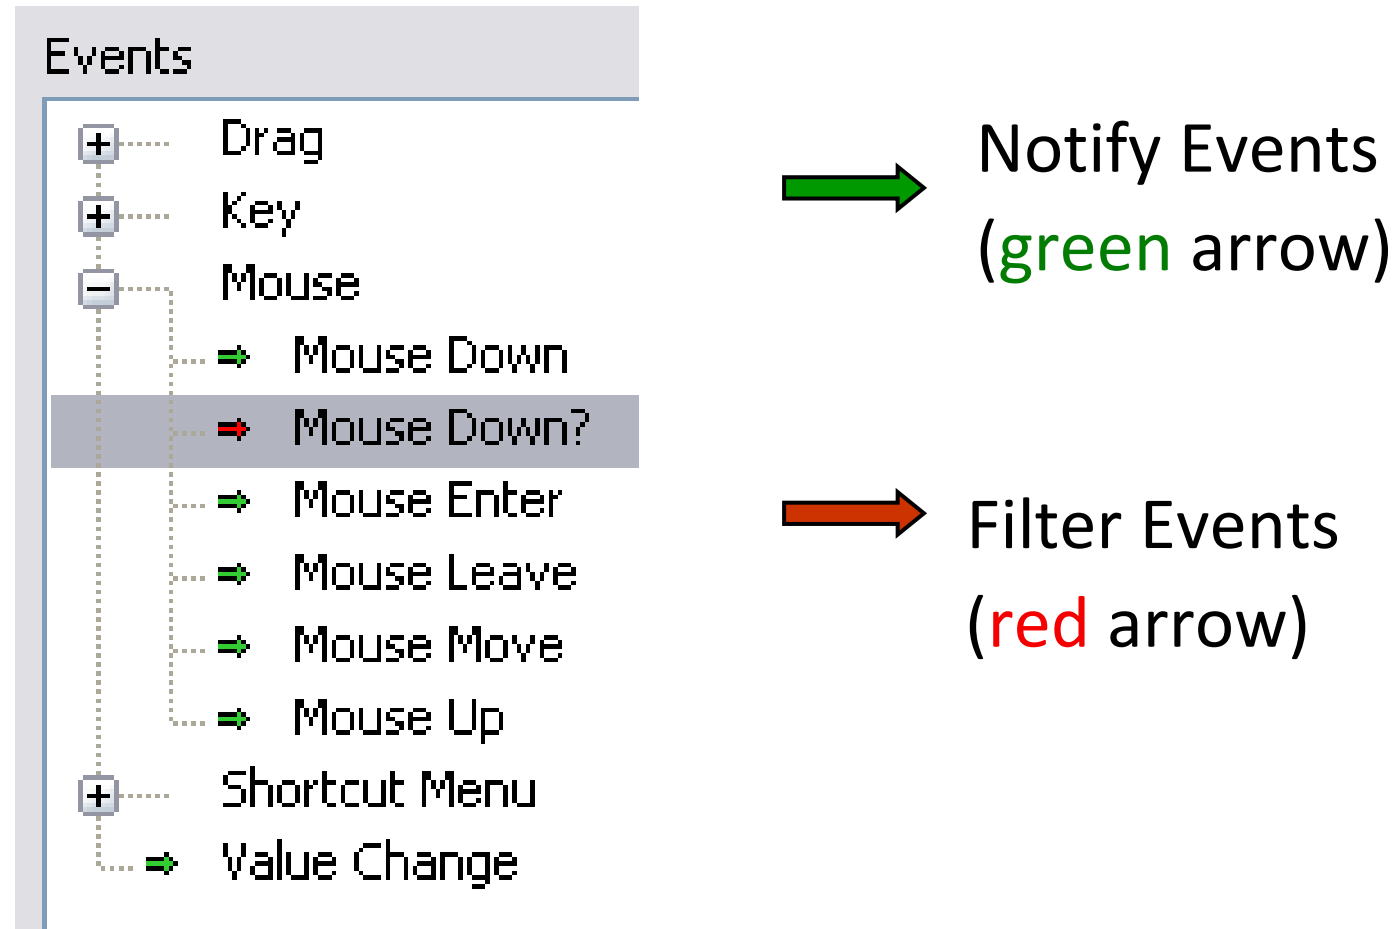 Events
Drag
Key
Mouse
Mouse Down
Mouse Down?
Mouse Enter
Mouse Leave
Mouse Move
Mouse Up
Shortcut Menu
Value Change
Notify Events
(green arrow)
Filter Events
(red arrow)